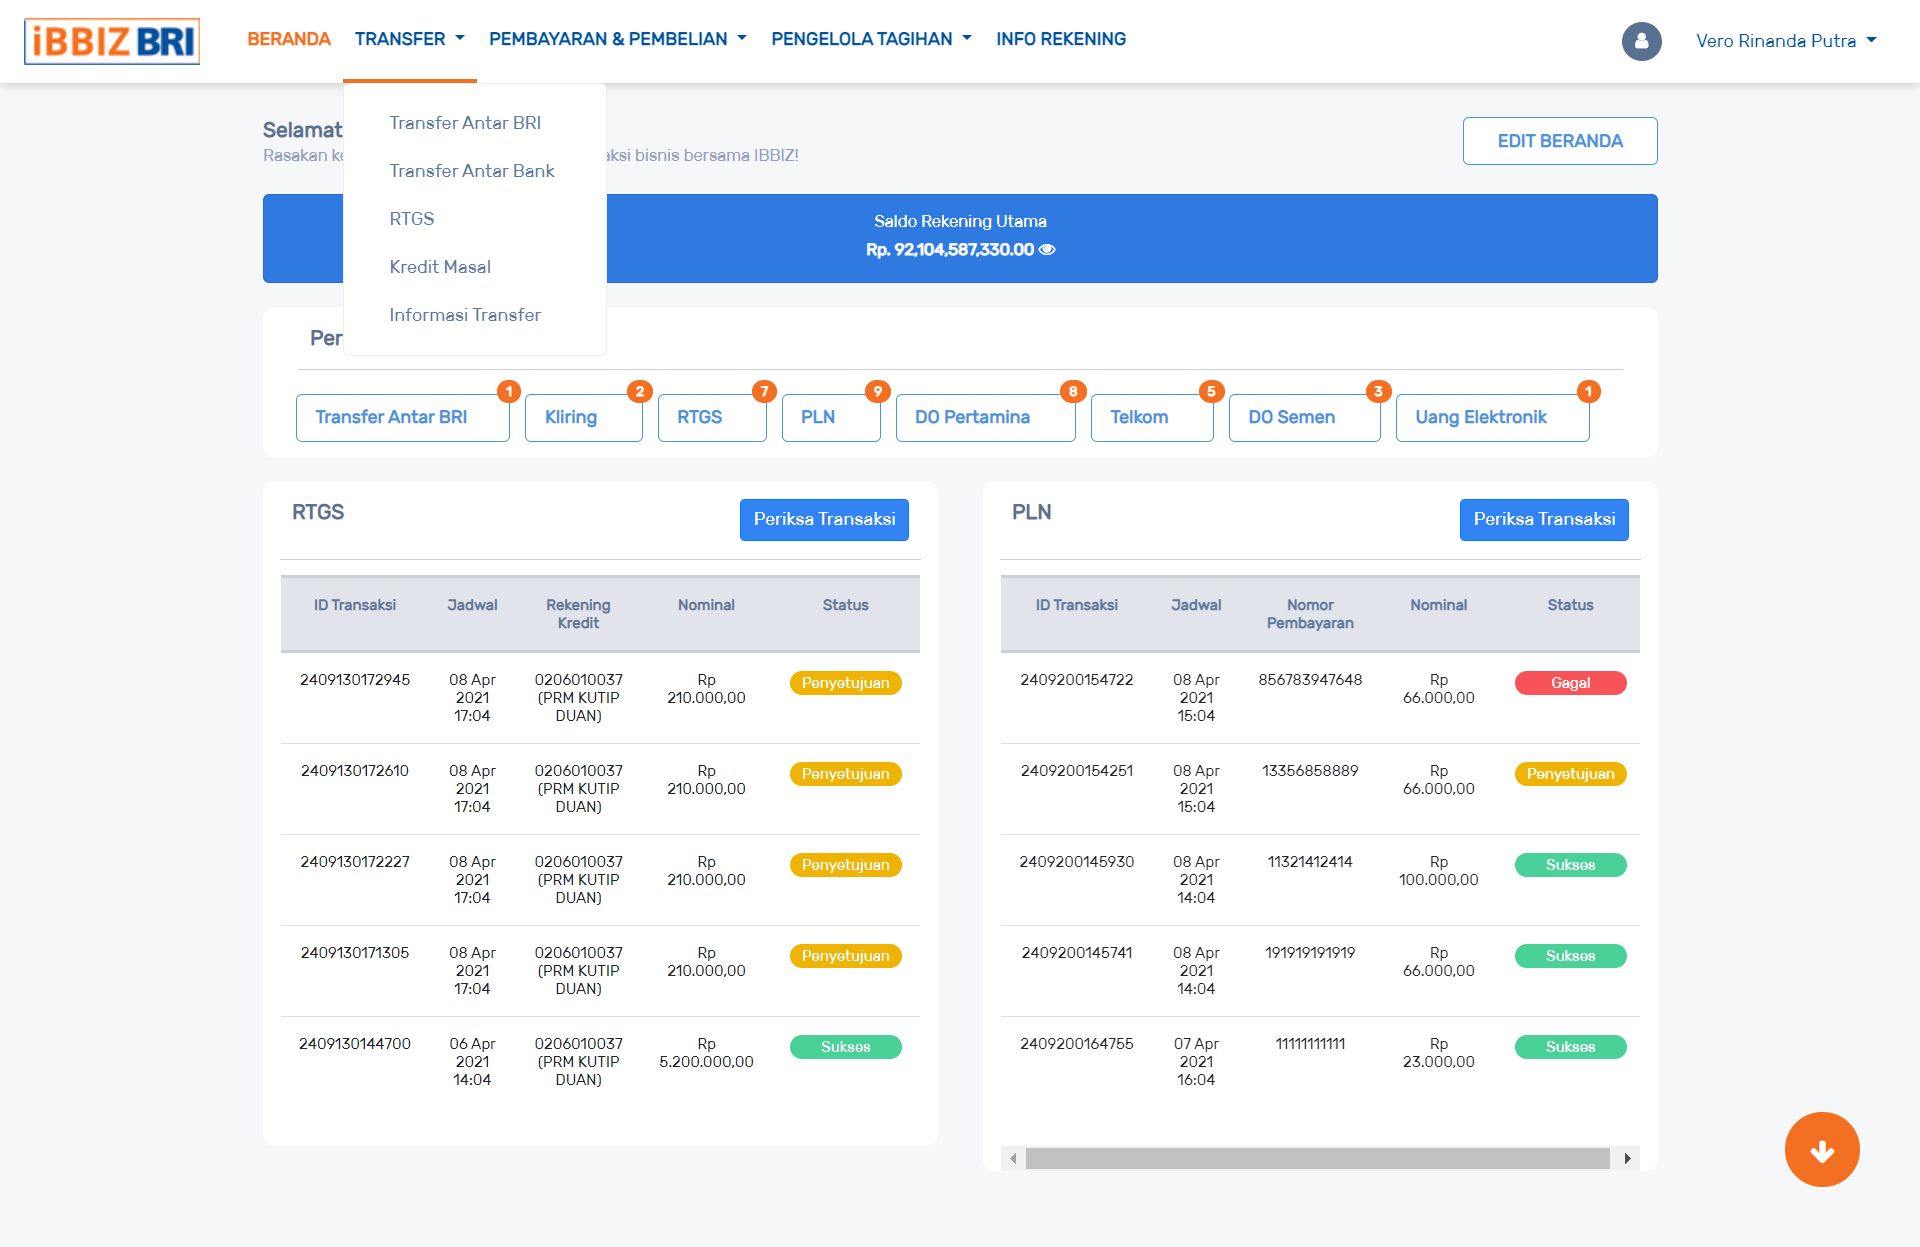 iBBIZ BRI
BERANDA TRANSFER PEMBAYARAN & PEMBELIAN PENGELOLA TAGIHAN INFO REKENING
Vero Rinanda Putra
Transfer Antar BRI
Transfer Antar Bank
RTGS
Kredit Masal
Informasi Transfer
Selamat
Rasakan ke
aksi bisnis bersama IBBIZ!
EDIT BERANDA
Saldo Rekening Utama
Rp. 92,104,587,330.00
Per
Transfer Antar BRI 1
Kliring 2
RTGS 7
PLN 9
DO Pertamina 8
Telkom 5
DO Semen 3
Uang Elektronik 1
RTGS
Periksa Transaksi
ID Transaksi Jadwal Rekening Kredit Nominal Status
2409130172945 08 Apr 2021 17:04 0206010037 (PRM KUTIP DUAN) Rp 210.000,00 Penyetujuan
2409130172610 08 Apr 2021 17:04 0206010037 (PRM KUTIP DUAN) Rp 210.000,00 Penyetujuan
2409130172227 08 Apr 2021 17:04 0206010037 (PRM KUTIP DUAN) Rp 210.000,00 Penyetujuan
2409130171305 08 Apr 2021 17:04 0206010037 (PRM KUTIP DUAN) Rp 210.000,00 Penyetujuan
2409130144700 06 Apr 2021 14:04 0206010037 (PRM KUTIP DUAN) Rp 5.200.000,00 Sukses
PLN
Periksa Transaksi
ID Transaksi Jadwal Nomor Pembayaran Nominal Status
2409200154722 08 Apr 2021 15:04 856783947648 Rp 66.000,00 Gagal
2409200154251 08 Apr 2021 15:04 13356858889 Rp 66.000,00 Penyetujuan
2409200145930 08 Apr 2021 14:04 11321412414 Rp 100.000,00 Sukses
2409200145741 08 Apr 2021 14:04 191919191919 Rp 66.000,00 Sukses
2409200164755 07 Apr 2021 16:04 11111111111 Rp 23.000,00 Sukses